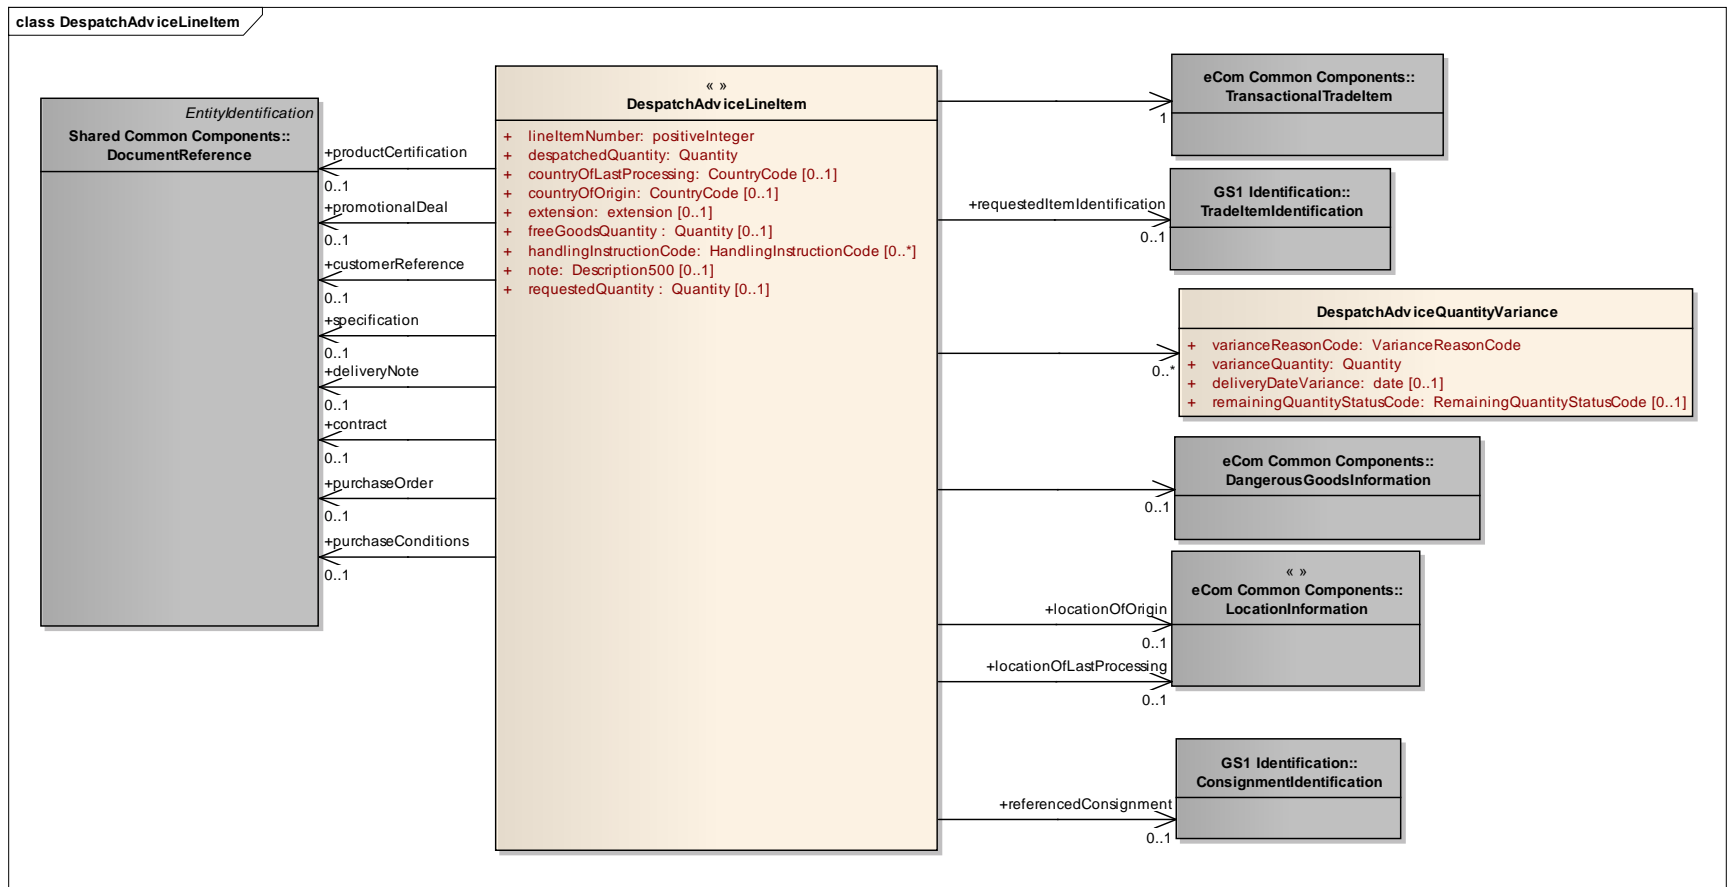 class DespatchAdviceLineItem
EntityIdentification
Shared Common Components::
DocumentReference
+productCertification
0..1
+promotionalDeal
0..1
+customerReference
0..1
+specification
0..1
+deliveryNote
0..1
+contract
0..1
+purchaseOrder
0..1
+purchaseConditions
0..1
« »
DespatchAdviceLineItem
+ lineItemNumber: positiveInteger
+ despatchedQuantity: Quantity
+ countryOfLastProcessing: CountryCode [0..1]
+ countryOfOrigin: CountryCode [0..1]
+ extension: extension [0..1]
+ freeGoodsQuantity : Quantity [0..1]
+ handlingInstructionCode: HandlingInstructionCode [0..*]
+ note: Description500 [0..1]
+ requestedQuantity : Quantity [0..1]
eCom Common Components::
TransactionalTradeItem
1
GS1 Identification::
TradeItemIdentification
+requestedItemIdentification
0..1
DespatchAdviceQuantityVariance
+ varianceReasonCode: VarianceReasonCode
+ varianceQuantity: Quantity
+ deliveryDateVariance: date [0..1]
+ remainingQuantityStatusCode: RemainingQuantityStatusCode [0..1]
0..*
eCom Common Components::
DangerousGoodsInformation
0..1
« »
eCom Common Components::
LocationInformation
+locationOfOrigin
0..1
+locationOfLastProcessing
0..1
GS1 Identification::
ConsignmentIdentification
+referencedConsignment
0..1